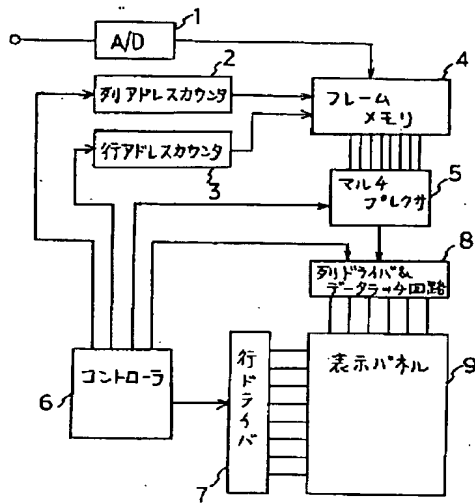 1
A/D
2
列アドレスカウンタ
4
フレーム
メモリ
行アドレスカウンタ
3
マルチ
プレクサ
5
8
列ドライバ&
データラッチ回路
コントローラ
6
行ドライバ
7
表示パネル
9